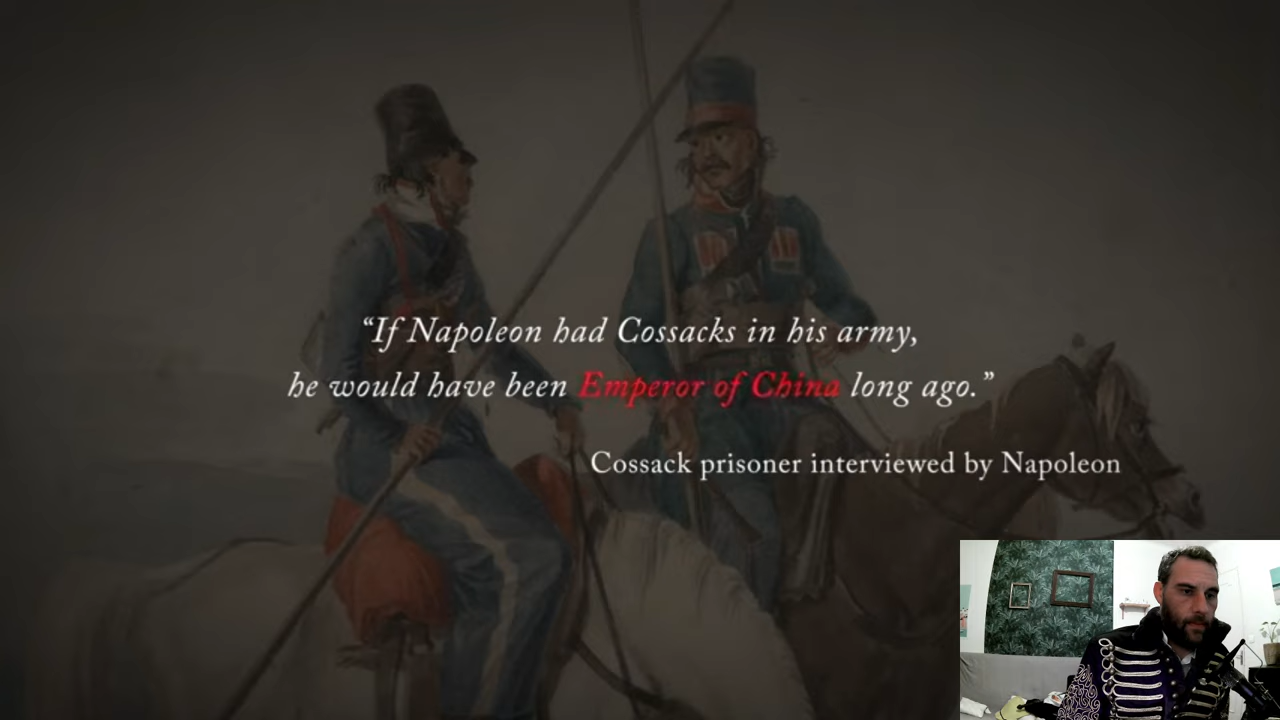 “If Napoleon had Cossacks in his army,
he would have been Emperor of China long ago.”
Cossack prisoner interviewed by Napoleon